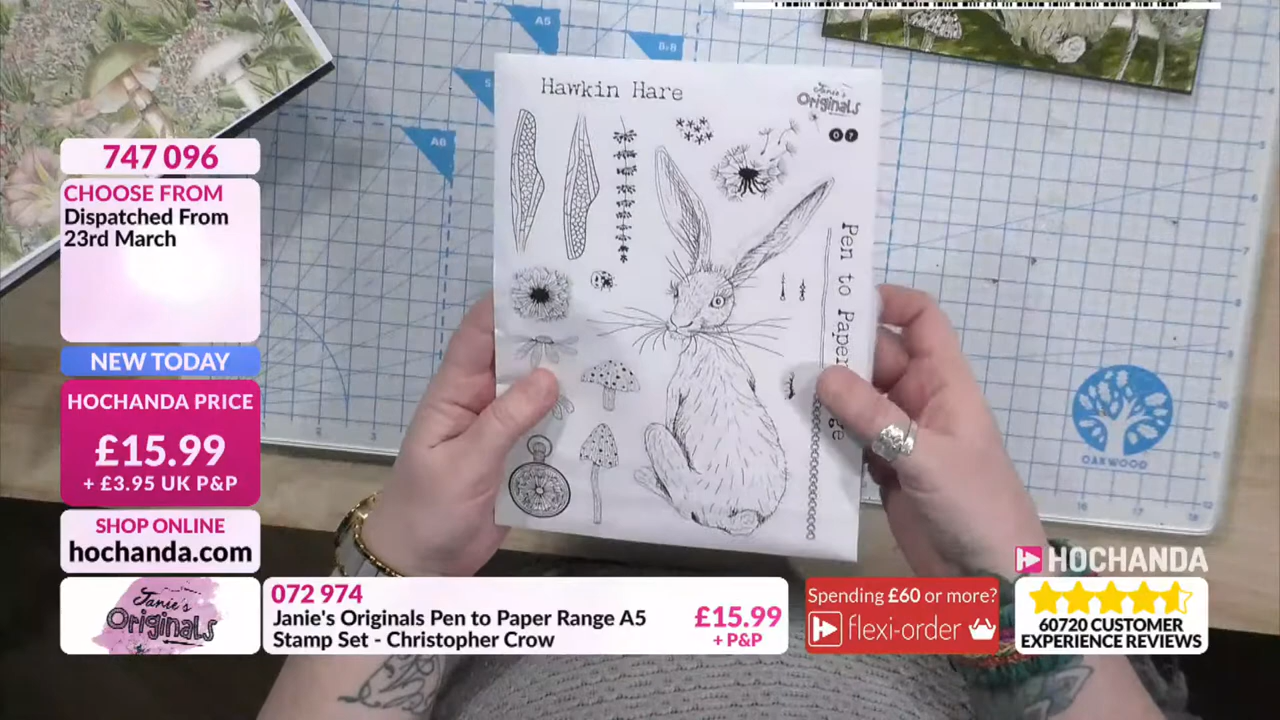 A5
B5
A6
Hawkin Hare
Janie's
Originals
07
Pen to Paper
OAKWOOD
747 096
CHOOSE FROM
Dispatched From
23rd March
NEW TODAY
HOCHANDA PRICE
£15.99
+ £3.95 UK P&P
SHOP ONLINE
hochanda.com
Janie's
Originals
072 974
Janie's Originals Pen to Paper Range A5
Stamp Set - Christopher Crow
£15.99
+ P&P
Spending £60 or more?
flexi-order
HOCHANDA
60720 CUSTOMER
EXPERIENCE REVIEWS